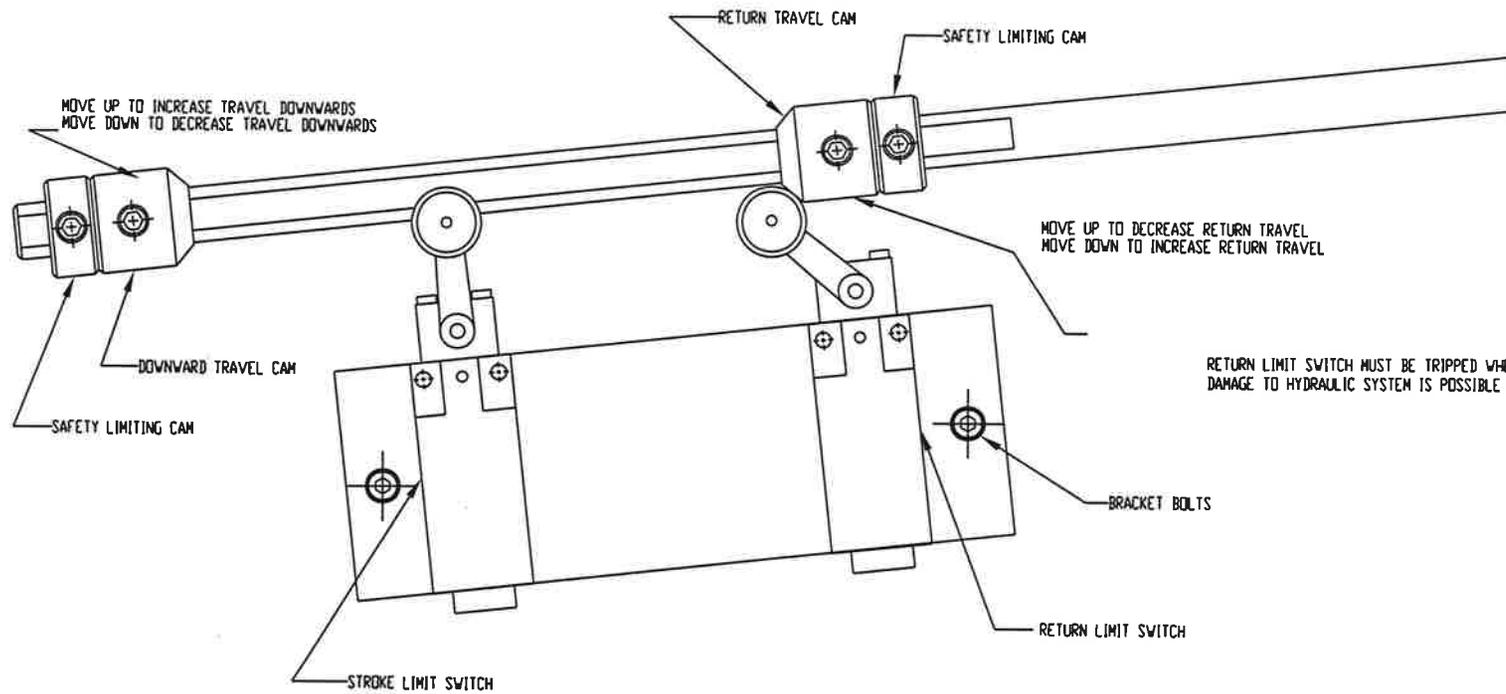 RETURN TRAVEL CAM
SAFETY LIMITING CAM
MOVE UP TO INCREASE TRAVEL DOWNWARDS
MOVE DOWN TO DECREASE TRAVEL DOWNWARDS
MOVE UP TO DECREASE RETURN TRAVEL
MOVE DOWN TO INCREASE RETURN TRAVEL
DOWNWARD TRAVEL CAM
RETURN LIMIT SWITCH MUST BE TRIPPED
DAMAGE TO HYDRAULIC SYSTEM IS POSSIBLE
SAFETY LIMITING CAM
BRACKET BOLTS
RETURN LIMIT SWITCH
STROKE LIMIT SWITCH